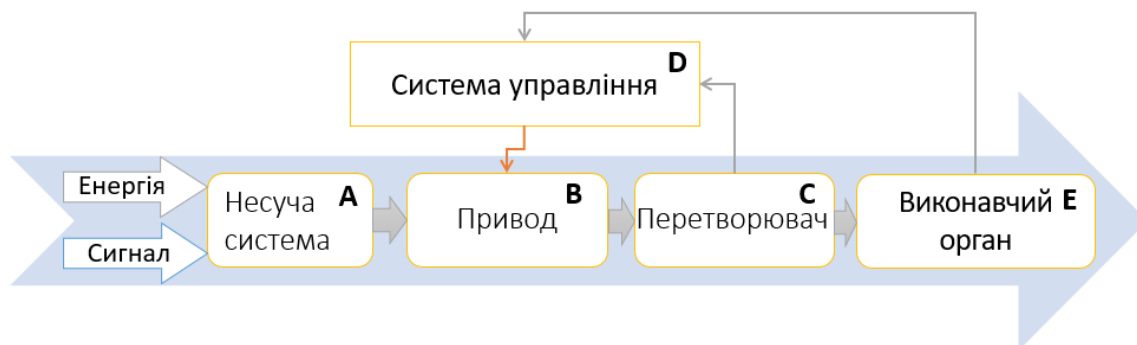 D
Система управління
Енергія
Сигнал
A
Несуча
система
B
Привод
C
Перетворювач
Виконавчий E
орган